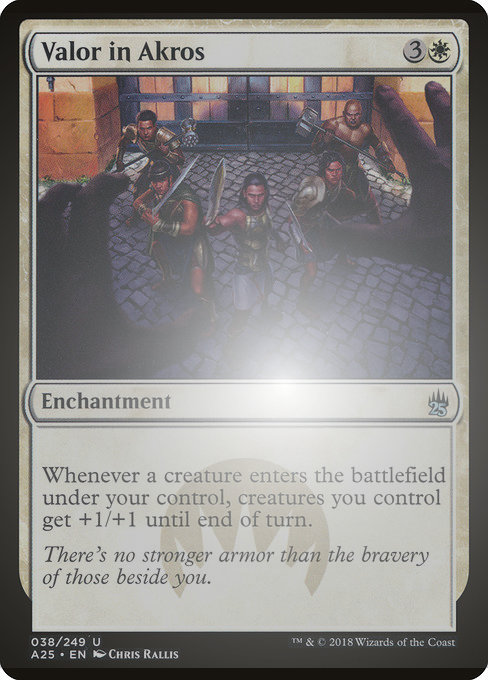 Valor in Akros 3
Enchantment
25
Whenever a creature enters the battlefield
under your control, creatures you control
get +1/+1 until end of turn.
There's no stronger armor than the bravery
of those beside you.
038/249 U
A25 • EN Chris Rallis
™ & © 2018 Wizards of the Coast